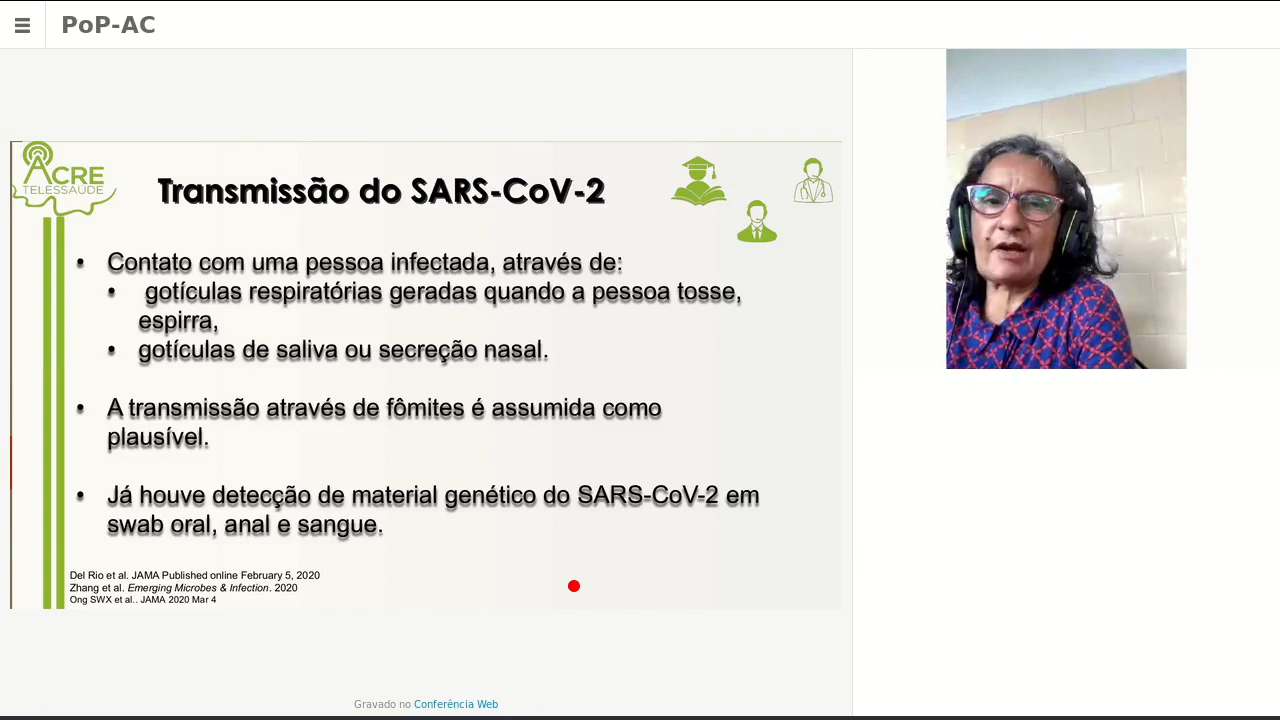 PoP-AC
ACRE
TELESSAÚDE
Transmissão do SARS-CoV-2
• Contato com uma pessoa infectada, através de:
• gotículas respiratórias geradas quando a pessoa tosse,
espirra,
• gotículas de saliva ou secreção nasal.
• A transmissão através de fômites é assumida como
plausível.
• Já houve detecção de material genético do SARS-CoV-2 em
swab oral, anal e sangue.
Del Rio et al. JAMA Published online February 5, 2020
Zhang et al. Emerging Microbes & Infection. 2020
Ong SWX et al.. JAMA 2020 Mar 4
Gravado no Conferência Web